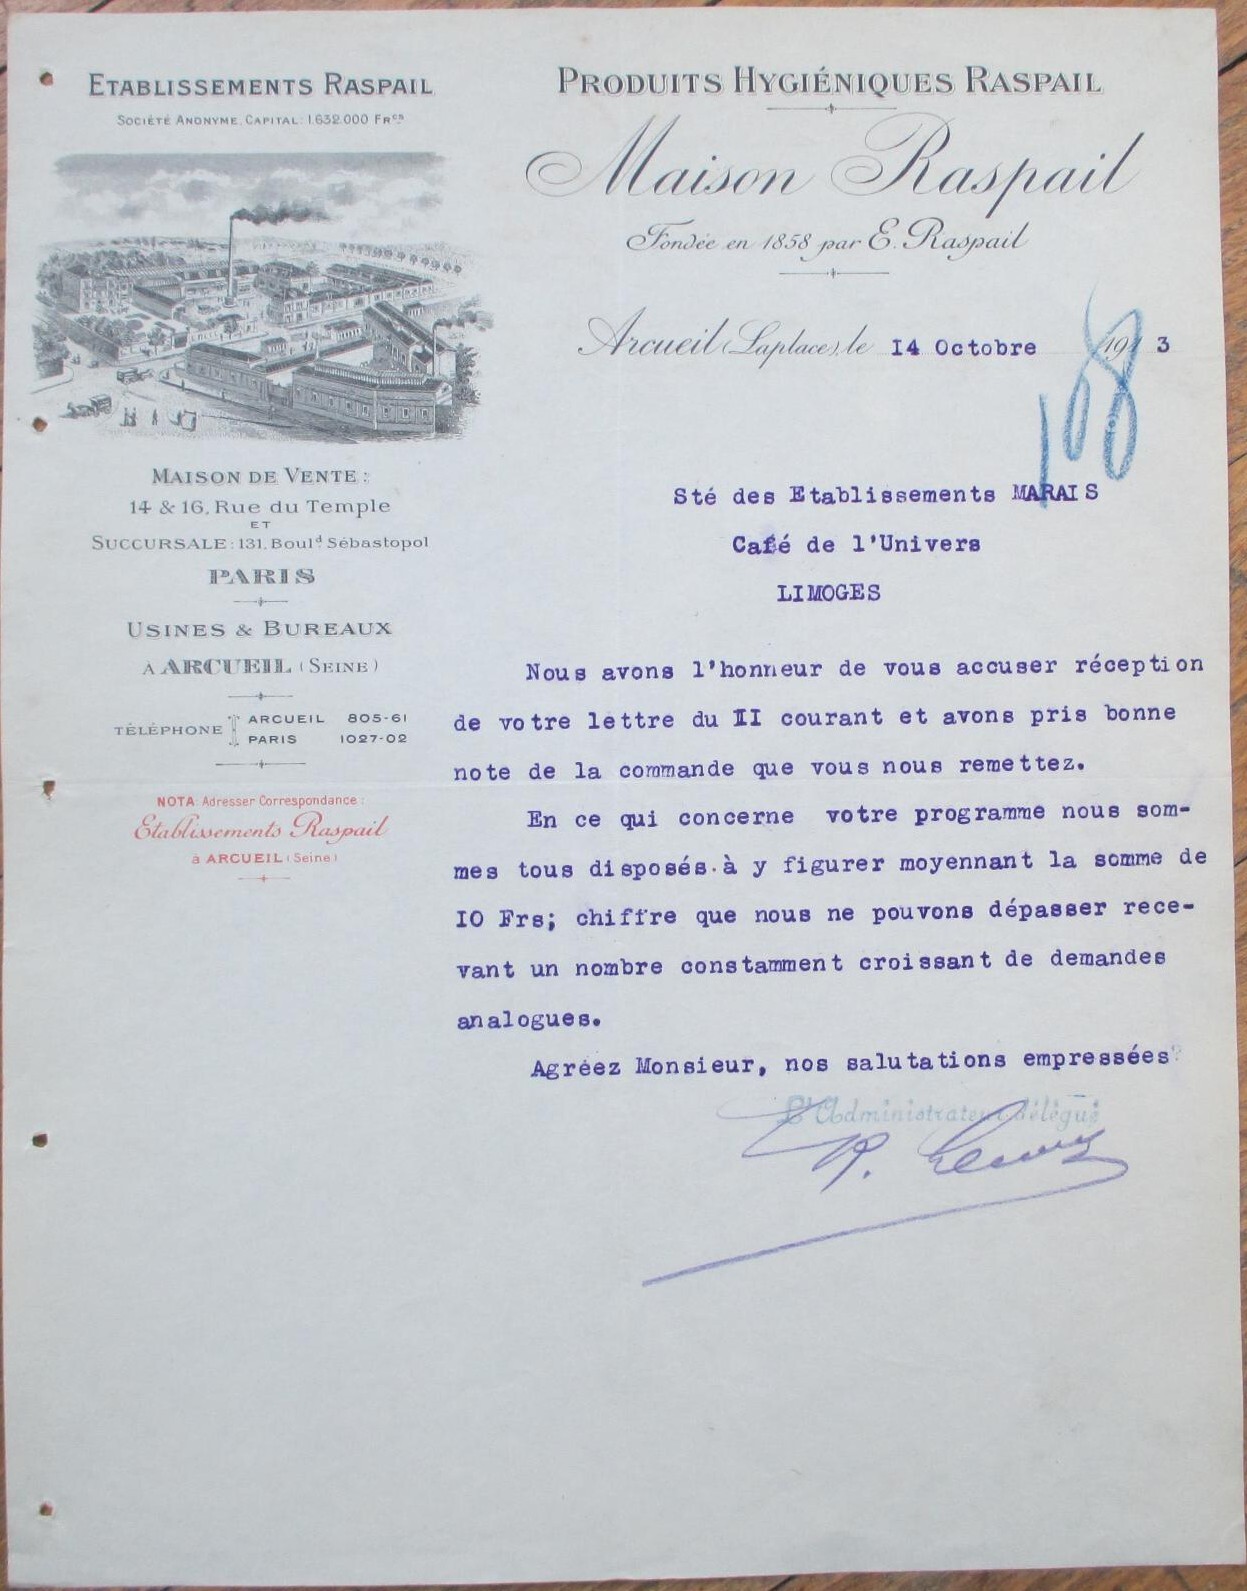 ETABLISSEMENTS RASPAIL
SOCIÉTÉ ANONYME. CAPITAL: 1.632.000 FRCS
MAISON DE VENTE:
14 & 16, Rue du Temple
ET
SUCCURSALE: 131, Bould Sébastopol
PARIS
USINES & BUREAUX
À ARCUEIL (SEINE)
TÉLÉPHONE ARCUEIL 805-61
PARIS 1027-02
NOTA: Adresser Correspondance:
Etablissements Raspail
à ARCUEIL (Seine)
PRODUITS HYGIÉNIQUES RASPAIL
Maison Raspail
Fondée en 1858 par E. Raspail
Arcueil (Laplace), le 14 Octobre 191 3
168
Sté des Etablissements MARAIS
Café de l'Univers
LIMOGES
Nous avons l'honneur de vous accuser réception
de votre lettre du II courant et avons pris bonne
note de la commande que vous nous remettez.
En ce qui concerne votre programme nous som-
mes tous disposés à y figurer moyennant la somme de
IO Frs; chiffre que nous ne pouvons dépasser rece-
vant un nombre constamment croissant de demandes
analogues.
Agréez Monsieur, nos salutations empressées
L'Administrateur délégué